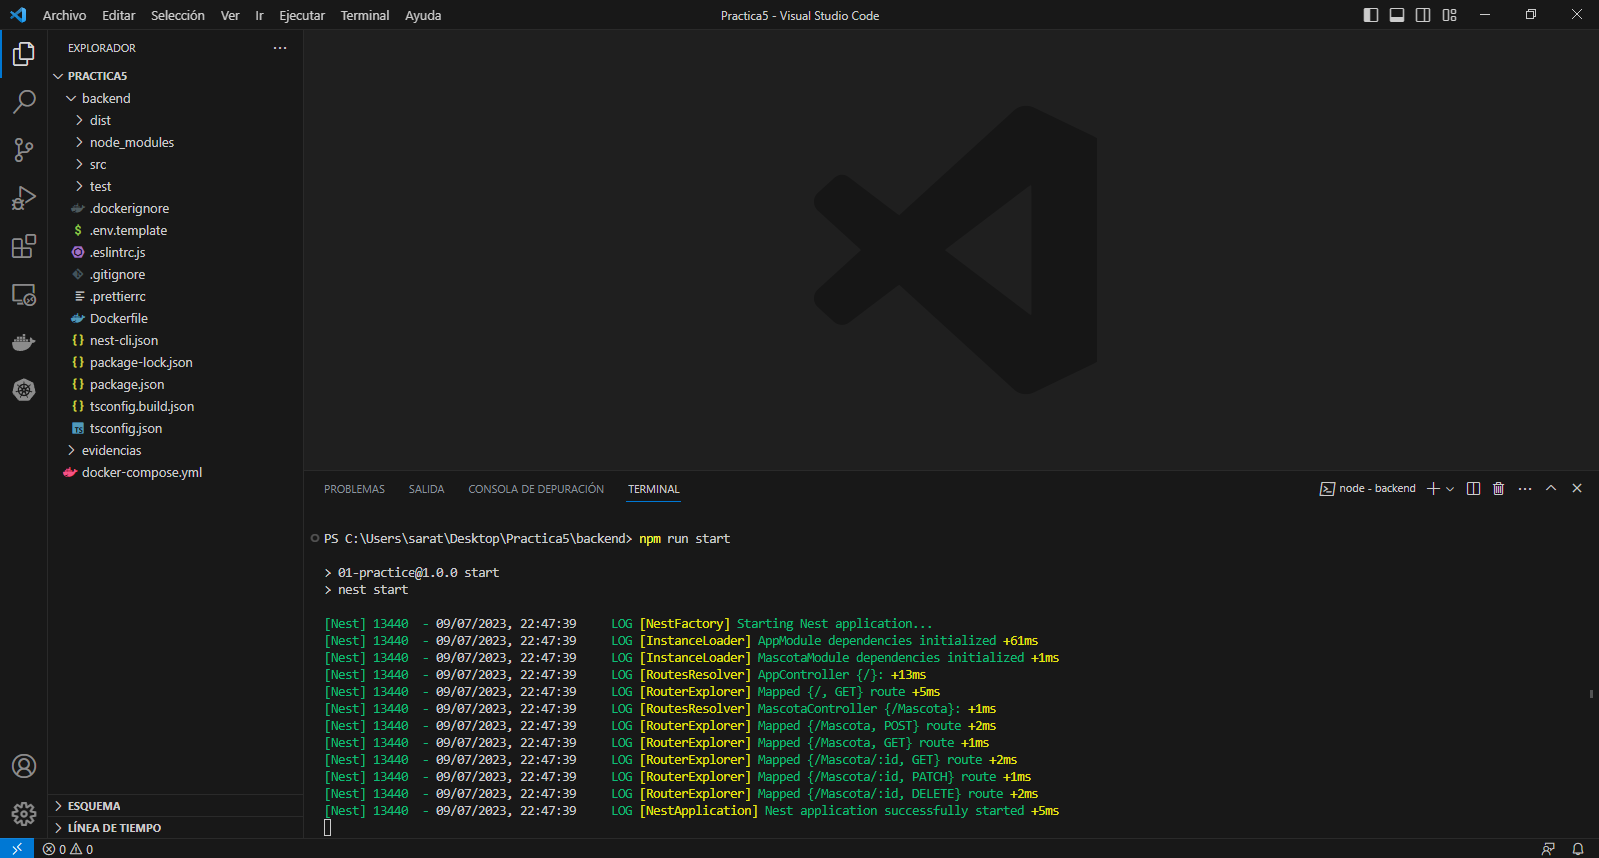 Archivo Editar Selección Ver Ir Ejecutar Terminal Ayuda
Practica5 - Visual Studio Code
EXPLORADOR
PRACTICA5
backend
dist
node_modules
src
test
.dockerignore
.env.template
.eslintrc.js
.gitignore
.prettierrc
Dockerfile
nest-cli.json
package-lock.json
package.json
tsconfig.build.json
tsconfig.json
evidencias
docker-compose.yml
ESQUEMA
LÍNEA DE TIEMPO
PROBLEMAS SALIDA CONSOLA DE DEPURACIÓN TERMINAL
node - backend
PS C:\Users\sarat\Desktop\Practica5\backend> npm run start
> 01-practice@1.0.0 start
> nest start
[Nest] 13440  - 09/07/2023, 22:47:39     LOG [NestFactory] Starting Nest application...
[Nest] 13440  - 09/07/2023, 22:47:39     LOG [InstanceLoader] AppModule dependencies initialized +61ms
[Nest] 13440  - 09/07/2023, 22:47:39     LOG [InstanceLoader] MascotaModule dependencies initialized +1ms
[Nest] 13440  - 09/07/2023, 22:47:39     LOG [RoutesResolver] AppController {/}: +13ms
[Nest] 13440  - 09/07/2023, 22:47:39     LOG [RouterExplorer] Mapped {/, GET} route +5ms
[Nest] 13440  - 09/07/2023, 22:47:39     LOG [RoutesResolver] MascotaController {/Mascota}: +1ms
[Nest] 13440  - 09/07/2023, 22:47:39     LOG [RouterExplorer] Mapped {/Mascota, POST} route +2ms
[Nest] 13440  - 09/07/2023, 22:47:39     LOG [RouterExplorer] Mapped {/Mascota, GET} route +1ms
[Nest] 13440  - 09/07/2023, 22:47:39     LOG [RouterExplorer] Mapped {/Mascota/:id, GET} route +2ms
[Nest] 13440  - 09/07/2023, 22:47:39     LOG [RouterExplorer] Mapped {/Mascota/:id, PATCH} route +1ms
[Nest] 13440  - 09/07/2023, 22:47:39     LOG [RouterExplorer] Mapped {/Mascota/:id, DELETE} route +2ms
[Nest] 13440  - 09/07/2023, 22:47:39     LOG [NestApplication] Nest application successfully started +5ms
0 0